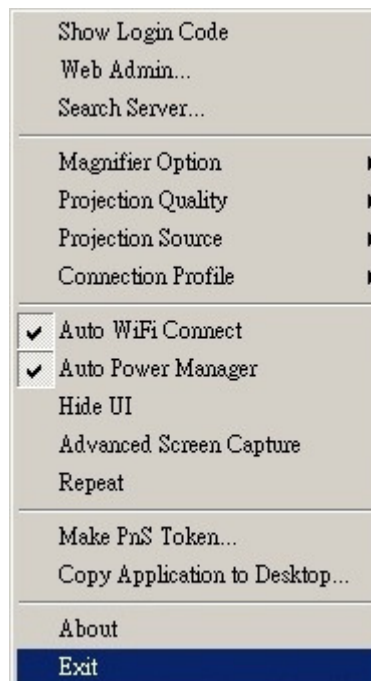 Show Login Code
Web Admin...
Search Server...
Magnifier Option
Projection Quality
Projection Source
Connection Profile
Auto WiFi Connect
Auto Power Manager
Hide UI
Advanced Screen Capture
Repeat
Make PnS Token...
Copy Application to Desktop...
About
Exit